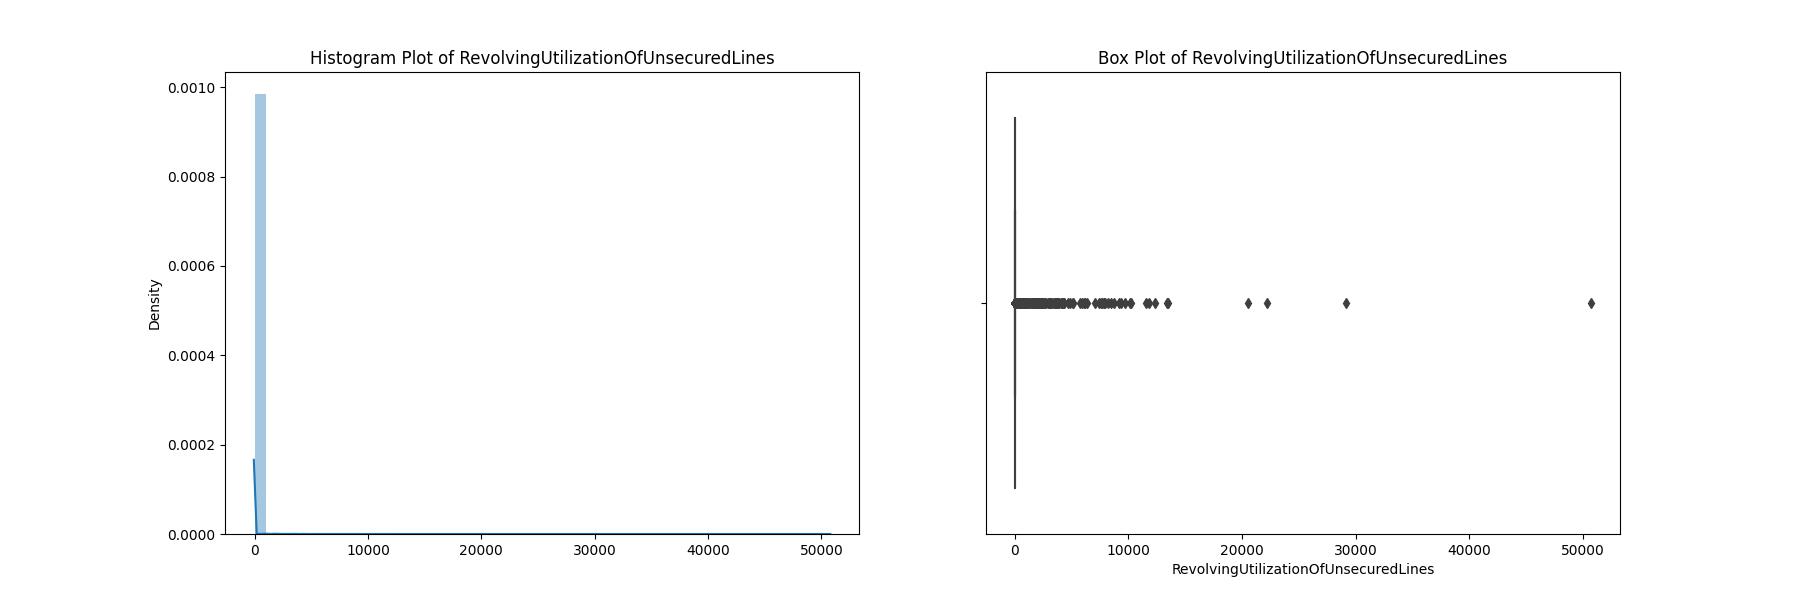 Histogram Plot of RevolvingUtilizationOfUnsecuredLines
Density
0.0010
0.0008
0.0006
0.0004
0.0002
0.0000
0 10000 20000 30000 40000 50000
Box Plot of RevolvingUtilizationOfUnsecuredLines
0 10000 20000 30000 40000 50000
RevolvingUtilizationOfUnsecuredLines